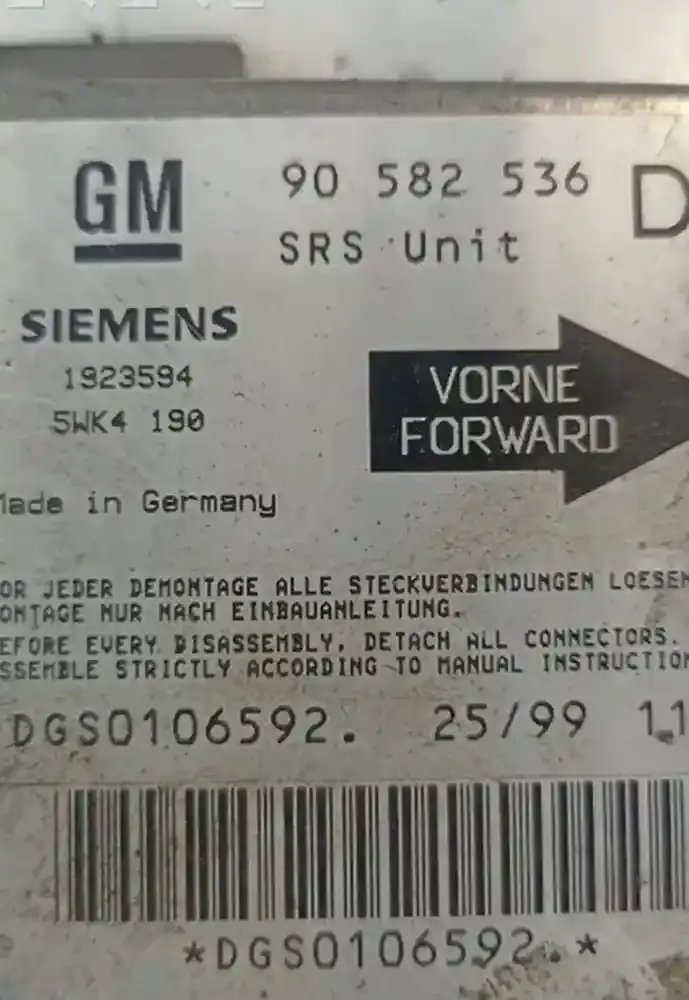 GM
90 582 536
D
SRS Unit
SIEMENS
1923594
5WK4 190
VORNE
FORWARD
Made in Germany
OR JEDER DEMONTAGE ALLE STECKVERBINDUNGEN LOESEN
ONTAGE NUR NACH EINBAUANLEITUNG.
EFORE EVERY DISASSEMBLY, DETACH ALL CONNECTORS.
SSEMBLE STRICTLY ACCORDING TO MANUAL INSTRUCTION
DGS0106592. 25/99 11
*DGS0106592.*